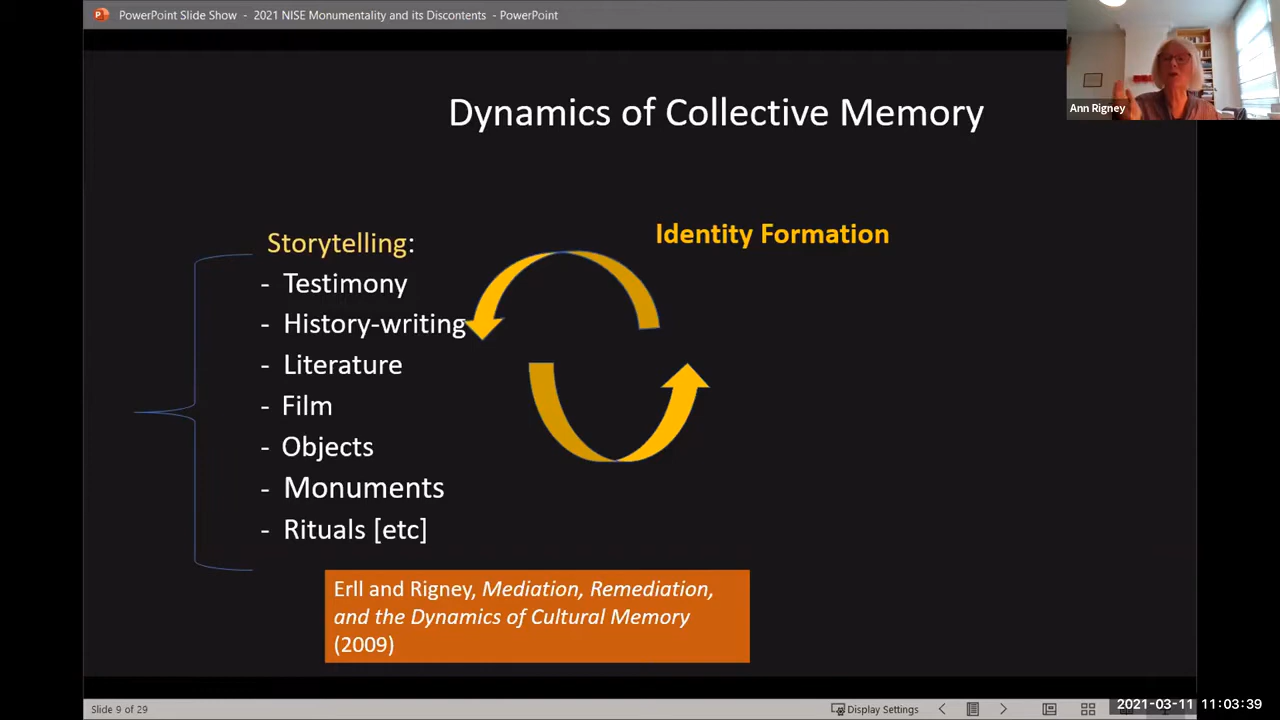 PowerPoint Slide Show - 2021 NISE Monumentality and its Discontents - PowerPoint
Ann Rigney
Dynamics of Collective Memory
Storytelling:
- Testimony
- History-writing
- Literature
- Film
- Objects
- Monuments
- Rituals [etc]
Identity Formation
Erll and Rigney, Mediation, Remediation,
and the Dynamics of Cultural Memory
(2009)
Slide 9 of 29
Display Settings
2021-03-11 11:03:39